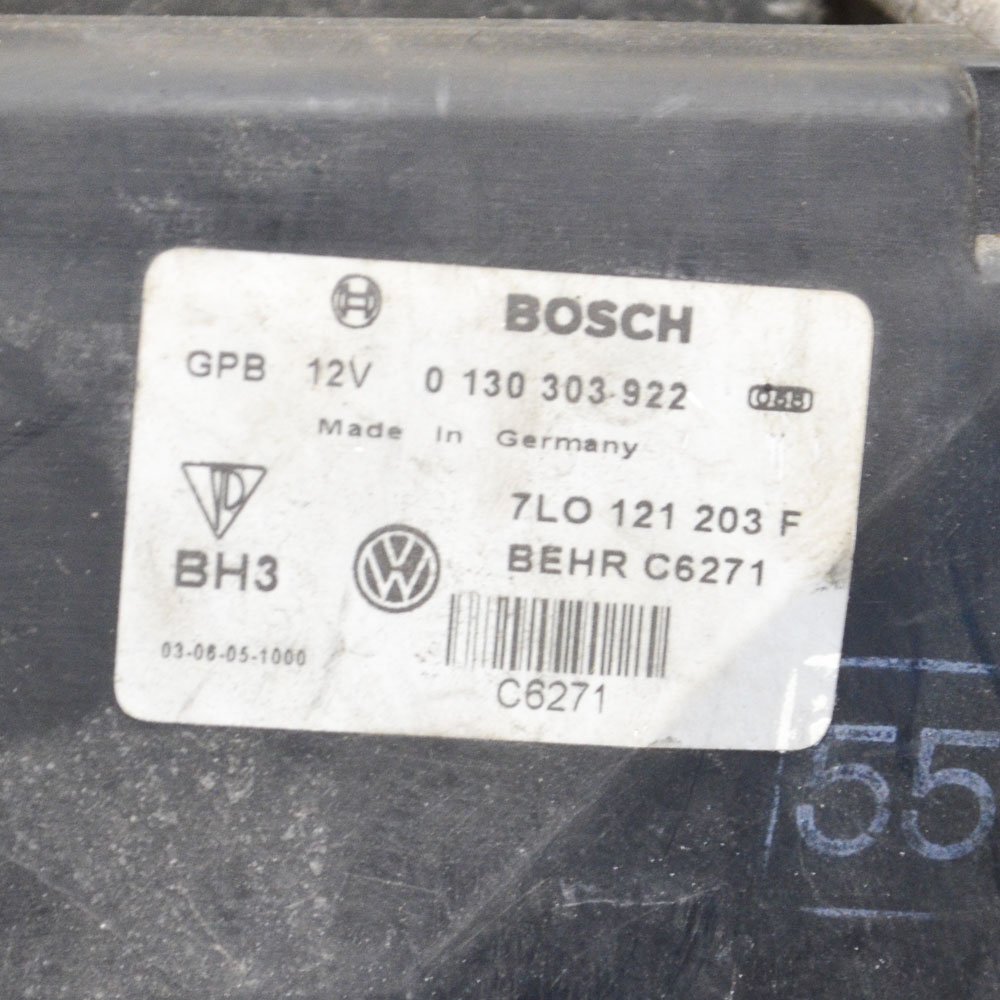 BOSCH
GPB 12V 0 130 303 922
Made in Germany
7LO 121 203 F
BEHR C6271
BH3
03-06-05-1000
C6271
55